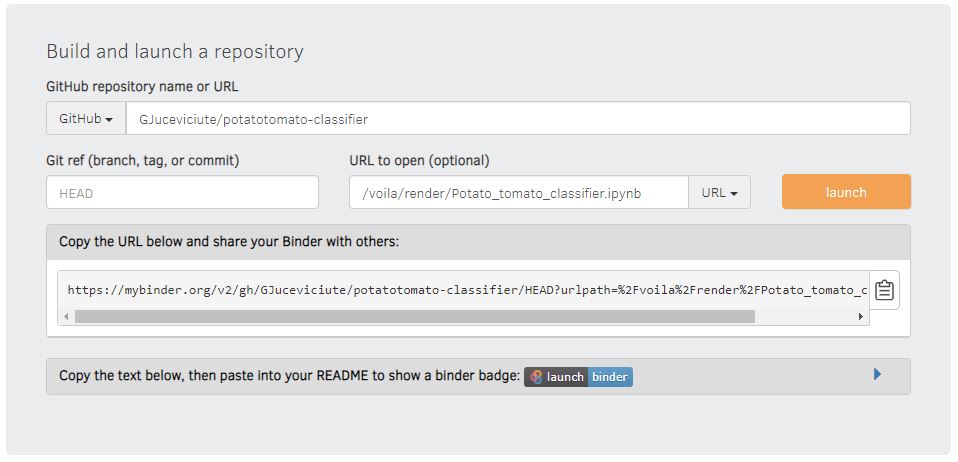 Build and launch a repository
GitHub repository name or URL
GitHub GJuceviciute/potatotomato-classifier
Git ref (branch, tag, or commit) URL to open (optional)
HEAD /voila/render/Potato_tomato_classifier.ipynb URL launch
Copy the URL below and share your Binder with others:
https://mybinder.org/v2/gh/GJuceviciute/potatotomato-classifier/HEAD?urlpath=%2Fvoila%2Frender%2FPotato_tomato_c
Copy the text below, then paste into your README to show a binder badge: launch binder